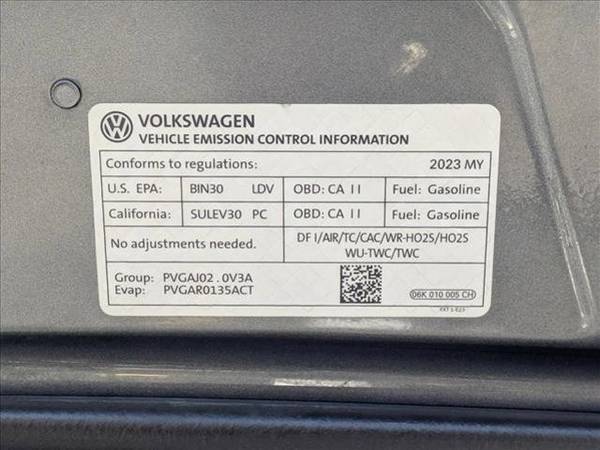 VOLKSWAGEN
VEHICLE EMISSION CONTROL INFORMATION
Conforms to regulations: 2023 MY
U.S. EPA: BIN30 LDV OBD: CA II Fuel: Gasoline
California: SULEV30 PC OBD: CA II Fuel: Gasoline
No adjustments needed.
DF I/AIR/TC/CAC/WR-HO2S/HO2S
WU-TWC/TWC
Group: PVGAJ02.0V3A
Evap: PVGAR0135ACT
06K 010 005 CH